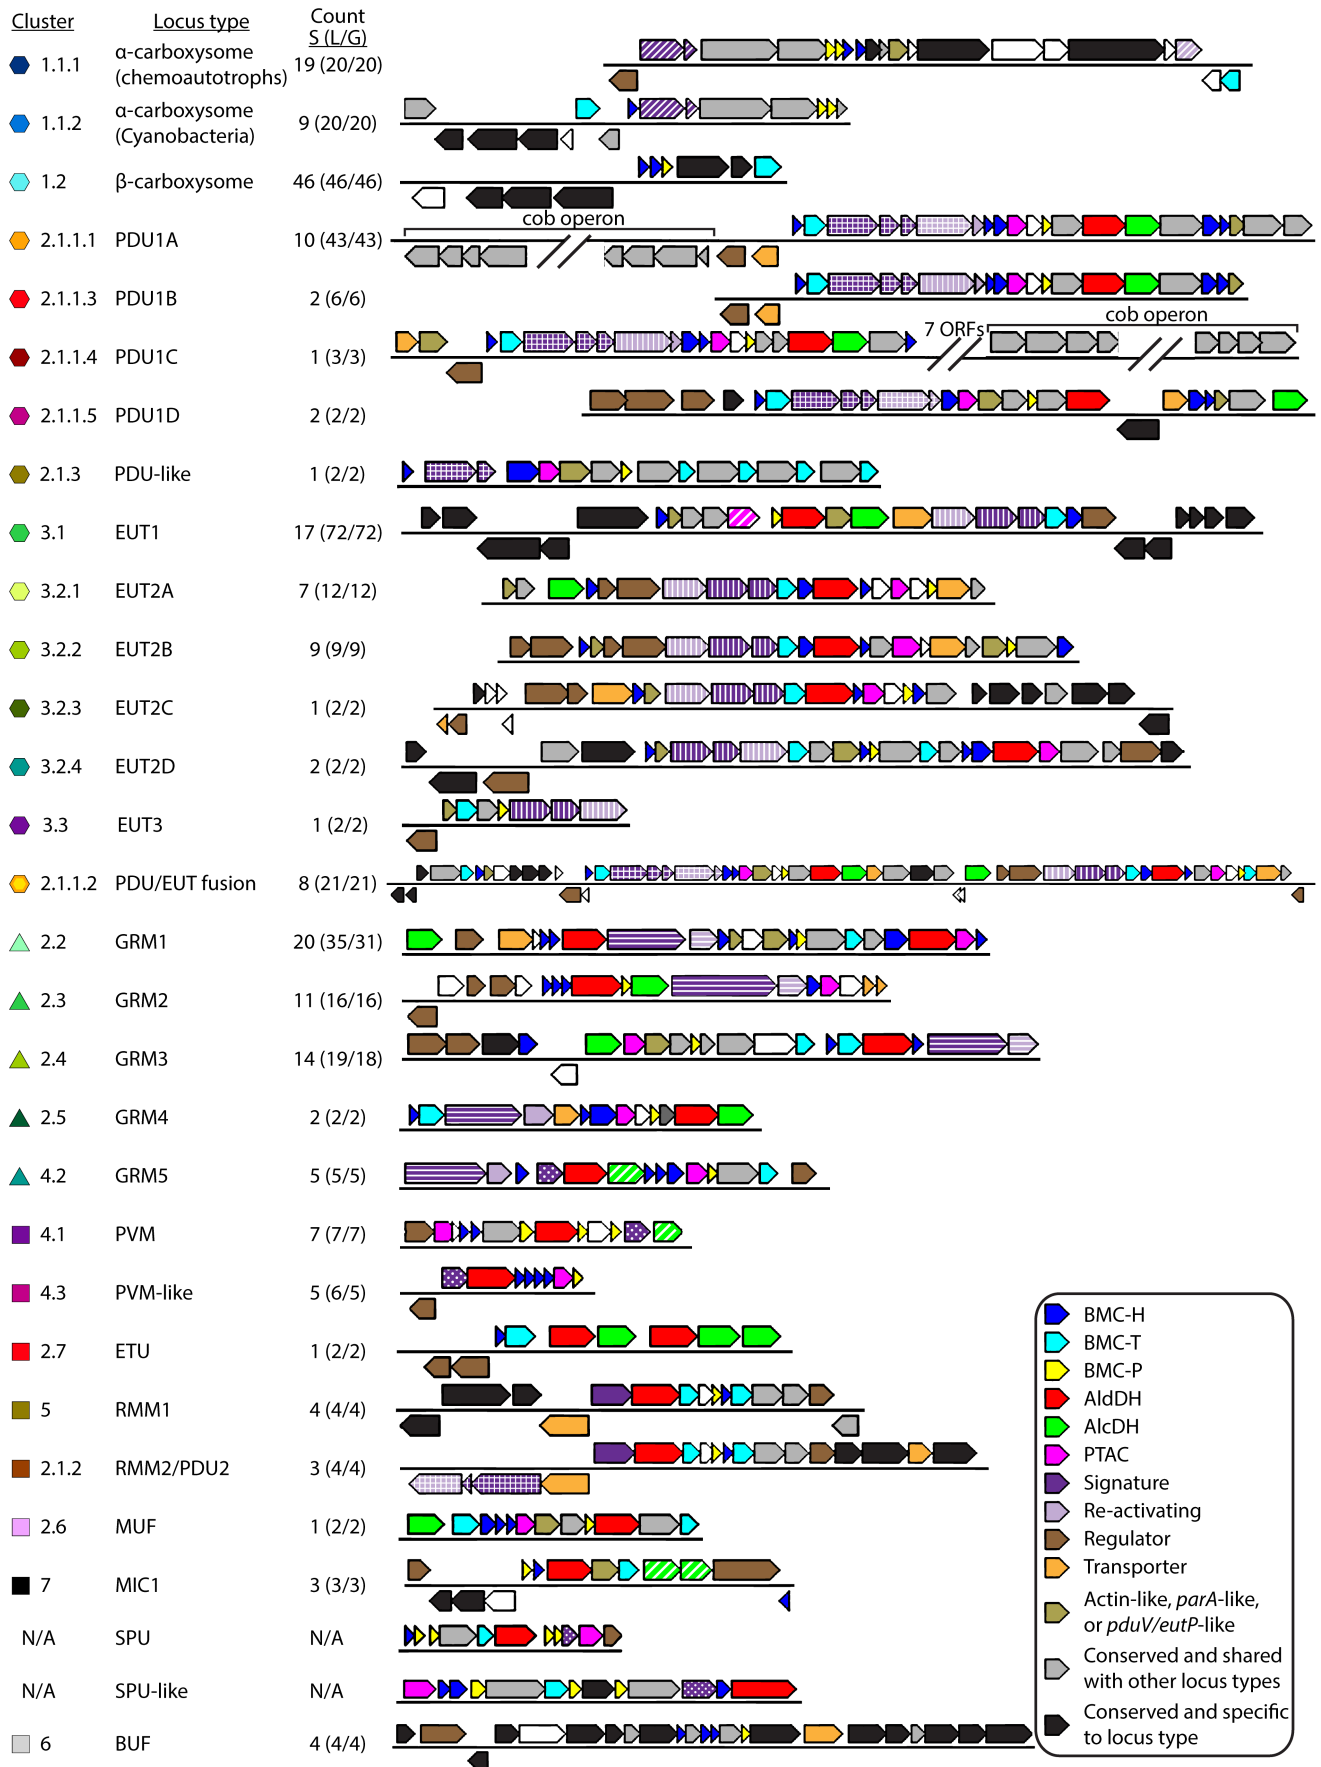 Cluster Locus type Count
S (L/G)
1.1.1 α-carboxysome (chemoautotrophs) 19 (20/20)
1.1.2 α-carboxysome (Cyanobacteria) 9 (20/20)
1.2 β-carboxysome 46 (46/46)
cob operon
2.1.1.1 PDU1A 10 (43/43)
2.1.1.3 PDU1B 2 (6/6)
cob operon
7 ORFs
2.1.1.4 PDU1C 1 (3/3)
2.1.1.5 PDU1D 2 (2/2)
2.1.3 PDU-like 1 (2/2)
3.1 EUT1 17 (72/72)
3.2.1 EUT2A 7 (12/12)
3.2.2 EUT2B 9 (9/9)
3.2.3 EUT2C 1 (2/2)
3.2.4 EUT2D 2 (2/2)
3.3 EUT3 1 (2/2)
2.1.1.2 PDU/EUT fusion 8 (21/21)
2.2 GRM1 20 (35/31)
2.3 GRM2 11 (16/16)
2.4 GRM3 14 (19/18)
2.5 GRM4 2 (2/2)
4.2 GRM5 5 (5/5)
4.1 PVM 7 (7/7)
4.3 PVM-like 5 (6/5)
2.7 ETU 1 (2/2)
5 RMM1 4 (4/4)
2.1.2 RMM2/PDU2 3 (4/4)
2.6 MUF 1 (2/2)
7 MIC1 3 (3/3)
N/A SPU N/A
N/A SPU-like N/A
6 BUF 4 (4/4)
BMC-H
BMC-T
BMC-P
AldDH
AlcDH
PTAC
Signature
Re-activating
Regulator
Transporter
Actin-like, parA-like,
or pduV/eutP-like
Conserved and shared
with other locus types
Conserved and specific
to locus type